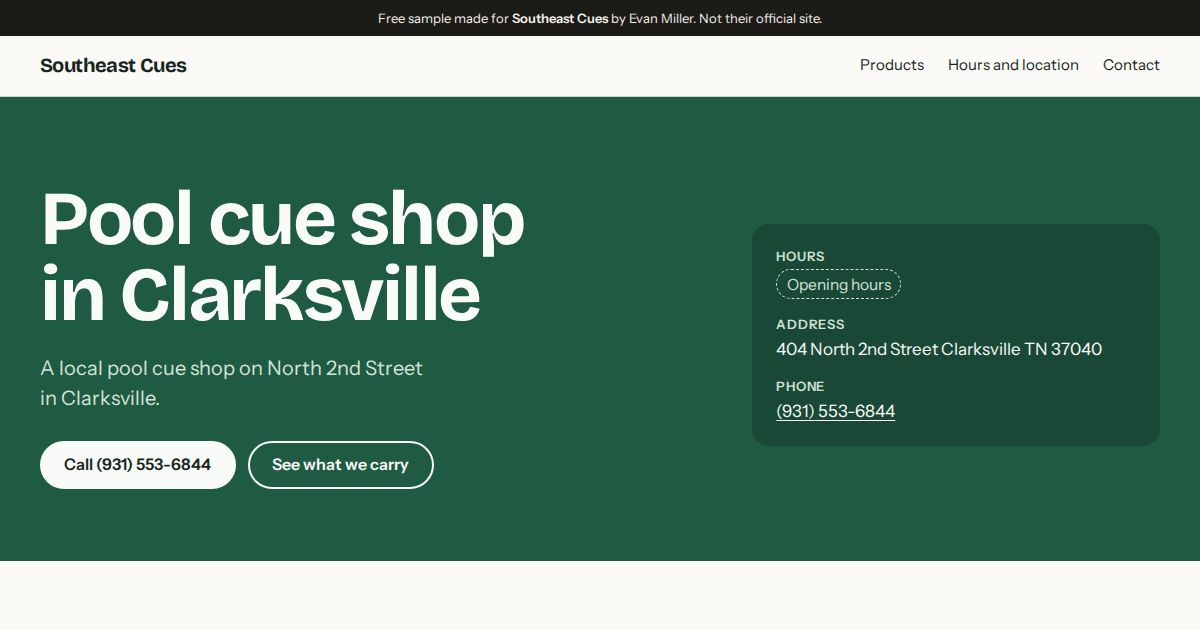 Free sample made for Southeast Cues by Evan Miller. Not their official site.
Southeast Cues
Products
Hours and location
Contact
Pool cue shop
in Clarksville
A local pool cue shop on North 2nd Street
in Clarksville.
Call (931) 553-6844
See what we carry
HOURS
Opening hours
ADDRESS
404 North 2nd Street Clarksville TN 37040
PHONE
(931) 553-6844